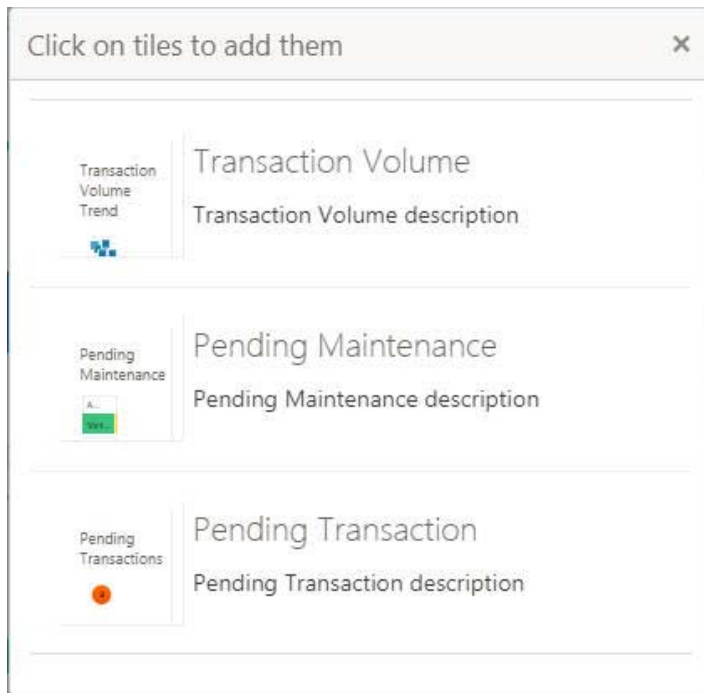 Click on tiles to add them
×
Transaction
Volume
Trend
Transaction Volume
Transaction Volume description
Pending
Maintenance
A...
Pending Maintenance
Pending Maintenance description
Pending
Transactions
Pending Transaction
Pending Transaction description